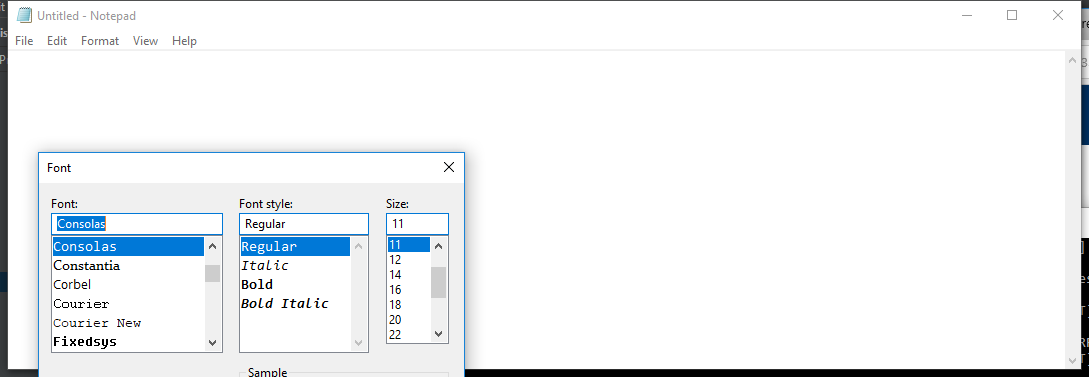 Untitled - Notepad
File Edit Format View Help
Font
Font: Font style: Size:
Consolas Regular 11
Consolas Regular 11
Constantia Italic 12
Corbel Bold 14
Courier Bold Italic 16
Courier New 18
Fixedsys 20
22
Sample